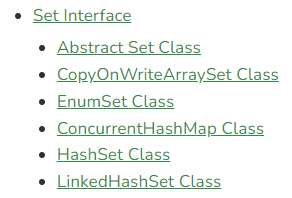 Set Interface
Abstract Set Class
CopyOnWriteArraySet Class
EnumSet Class
ConcurrentHashMap Class
HashSet Class
LinkedHashSet Class